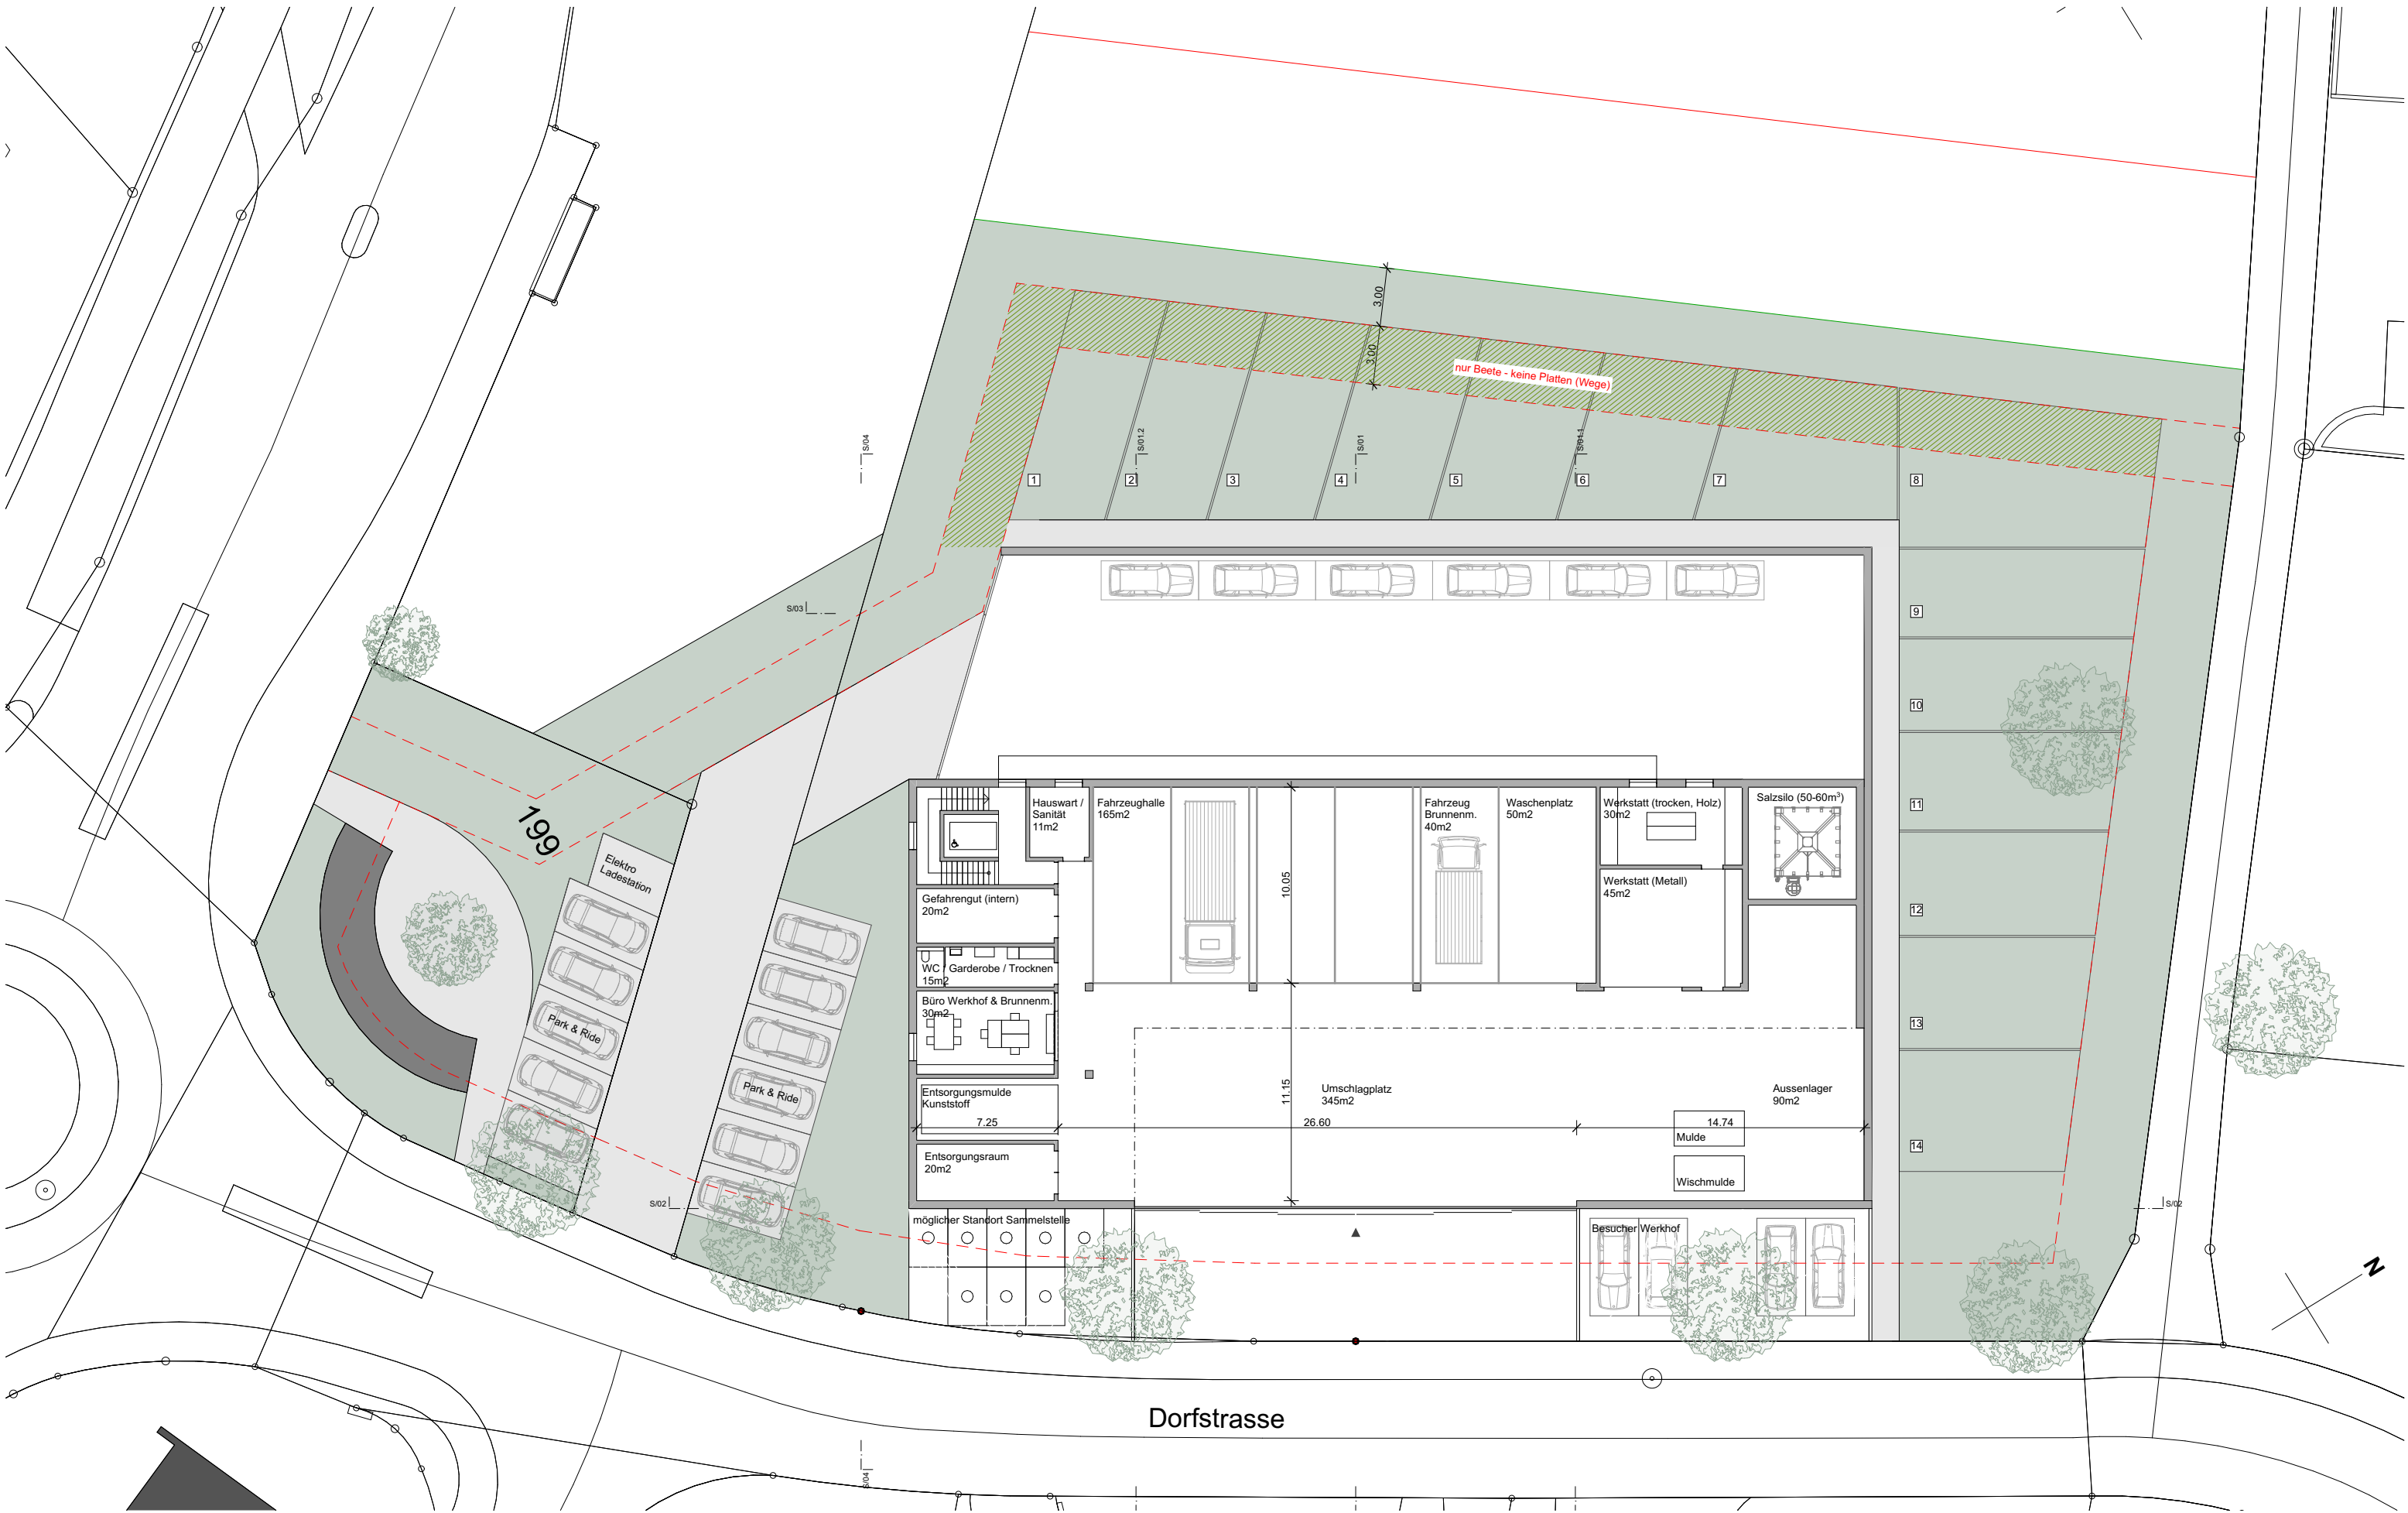 3.00
3.00
nur Beete - keine Platten (Wege)
S/04
S/01.2
S/01
S/01.1
1
2
3
4
5
6
7
8
S/03
9
10
11
12
13
14
199
Elektro
Ladestation
Park & Ride
Park & Ride
Hauswart /
Sanität
11m2
Fahrzeughalle
165m2
Fahrzeug
Brunnenm.
40m2
Waschenplatz
50m2
Werkstatt (trocken, Holz)
30m2
Salzsilo (50-60m³)
Werkstatt (Metall)
45m2
Gefahrengut (intern)
20m2
10.05
WC / Garderobe / Trocknen
15m2
Büro Werkhof & Brunnenm.
30m2
Entsorgungsmulde
Kunststoff
11.15
Umschlagplatz
345m2
Aussenlager
90m2
7.25
26.60
14.74
Mulde
Entsorgungsraum
20m2
Wischmulde
S/02
S/02
möglicher Standort Sammelstelle
Besucher Werkhof
N
Dorfstrasse
S/04